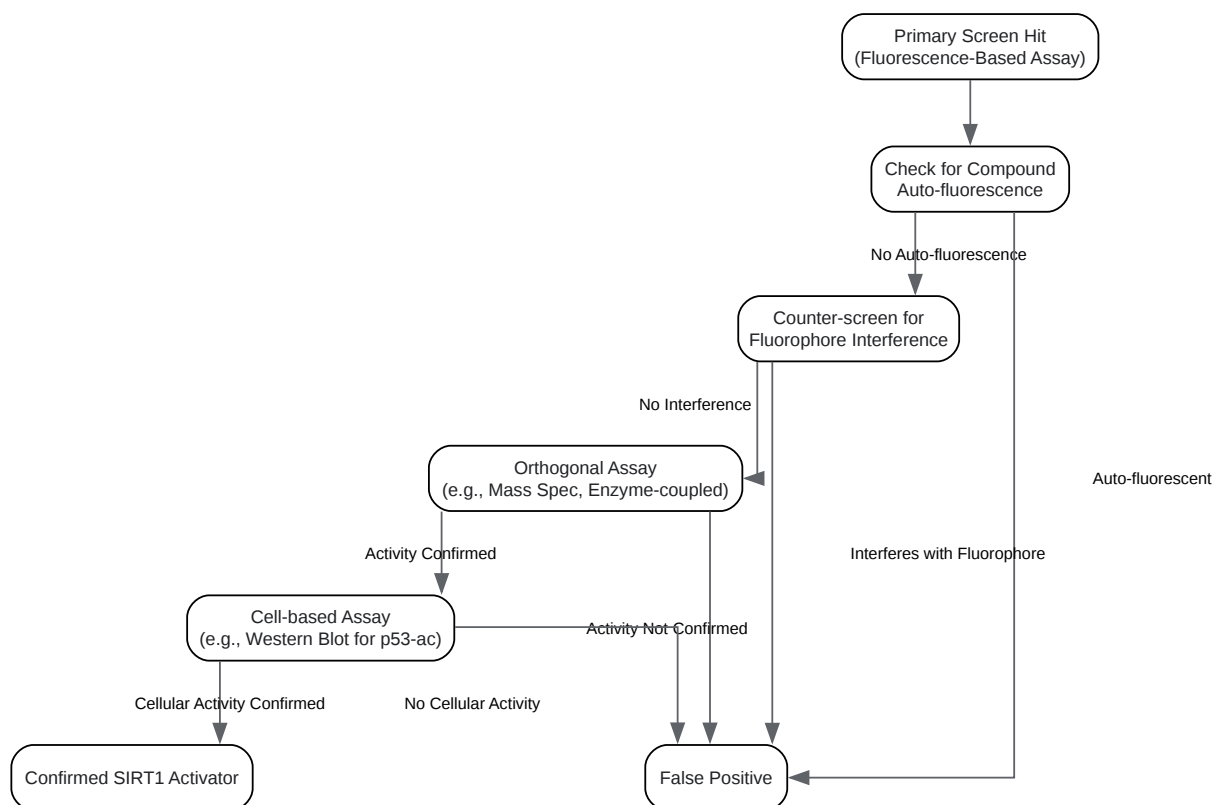 Primary Screen Hit
(Fluorescence-Based Assay)
Check for Compound
Auto-fluorescence
No Auto-fluorescence
Counter-screen for
Fluorophore Interference
No Interference
Orthogonal Assay
(e.g., Mass Spec, Enzyme-coupled)
Auto-fluorescent
Activity Confirmed
Interferes with Fluorophore
Cell-based Assay
(e.g., Western Blot for p53-ac)
Activity Not Confirmed
Cellular Activity Confirmed
No Cellular Activity
Confirmed SIRT1 Activator
False Positive